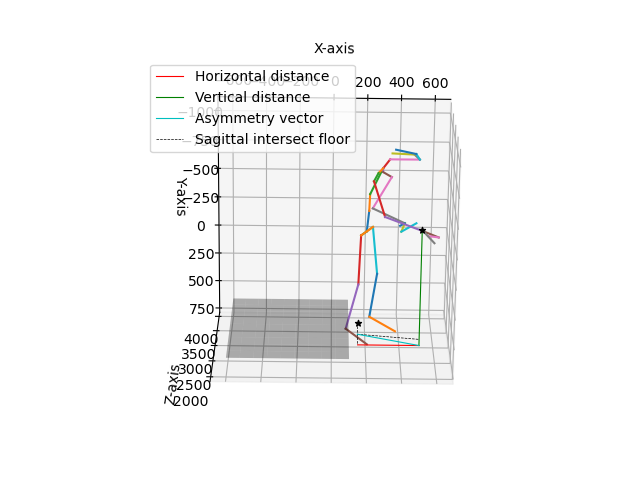 X-axis
Horizontal distance
Vertical distance
Asymmetry vector
Sagittal intersect floor
0 200 400 600
−500
−250
0
250
500
750
Y-axis
4000
3500
3000
2500
2000
Z-axis